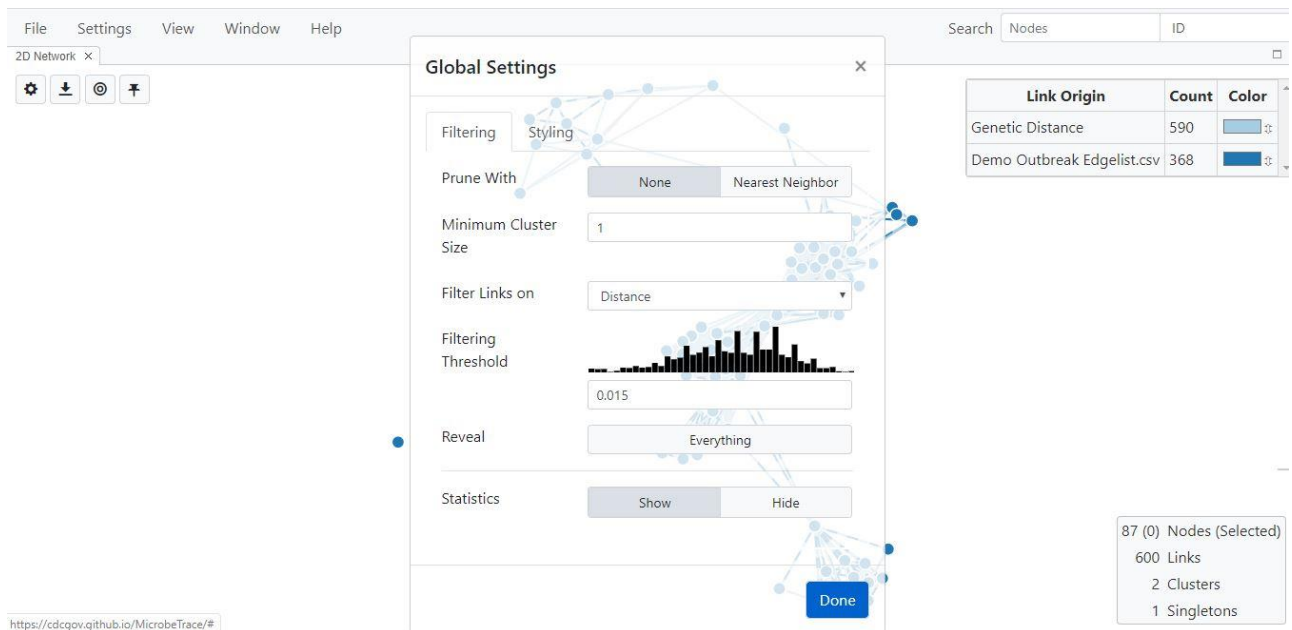 File Settings View Window Help Search Nodes ID
2D Network ×
Global Settings ×
Filtering Styling
Prune With None Nearest Neighbor
Minimum Cluster
Size
1
Filter Links on Distance
Filtering
Threshold
0.015
Reveal Everything
Statistics Show Hide
Done
Link Origin Count Color
Genetic Distance 590
Demo Outbreak Edgelist.csv 368
87 (0) Nodes (Selected)
600 Links
2 Clusters
1 Singletons
https://cdcgov.github.io/MicrobeTrace/#